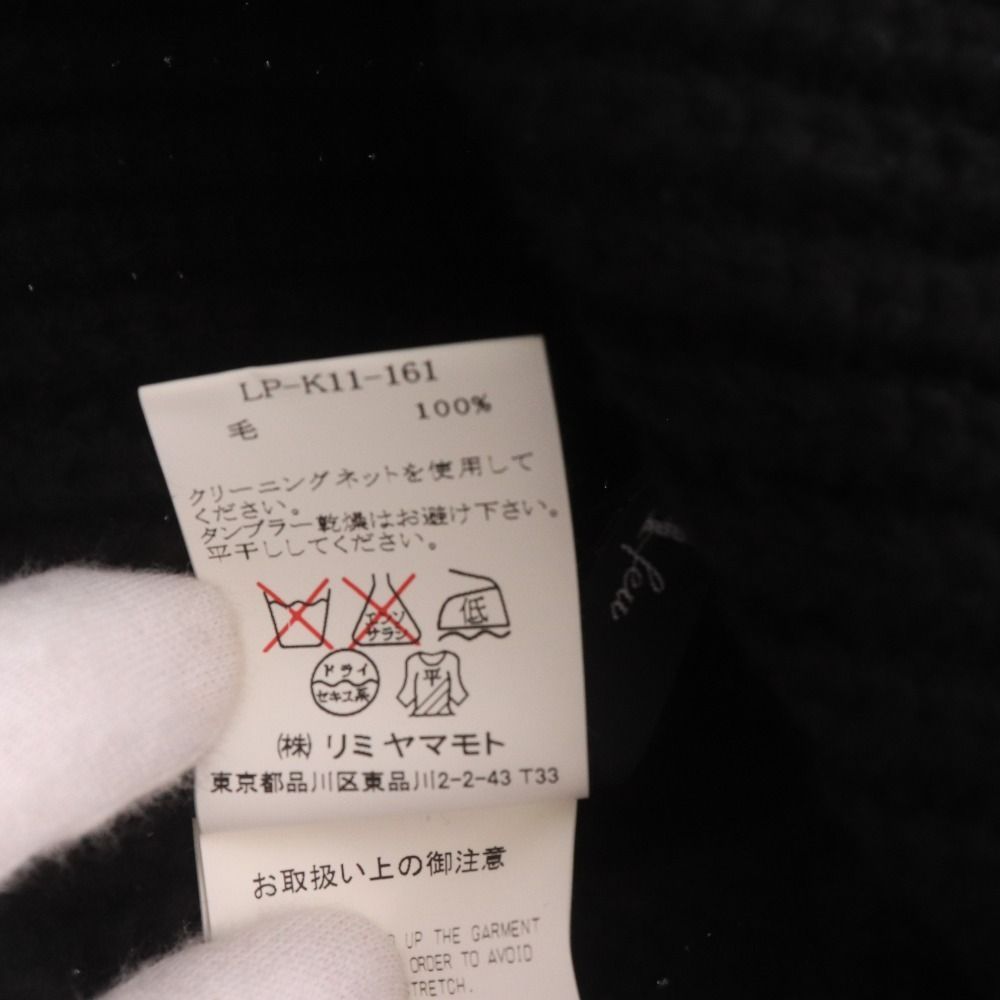 LP-K11-161
毛 100%
クリーニングネットを使用して
ください。
タンブラー乾燥はお避け下さい。
平干ししてください。
エンソ
サラシ
低
ドライ
セキユ系
平
㈱ リミ ヤマモト
東京都品川区東品川2-2-43 T33
お取扱い上の御注意
UP THE GARMENT
ORDER TO AVOID
STRETCH.